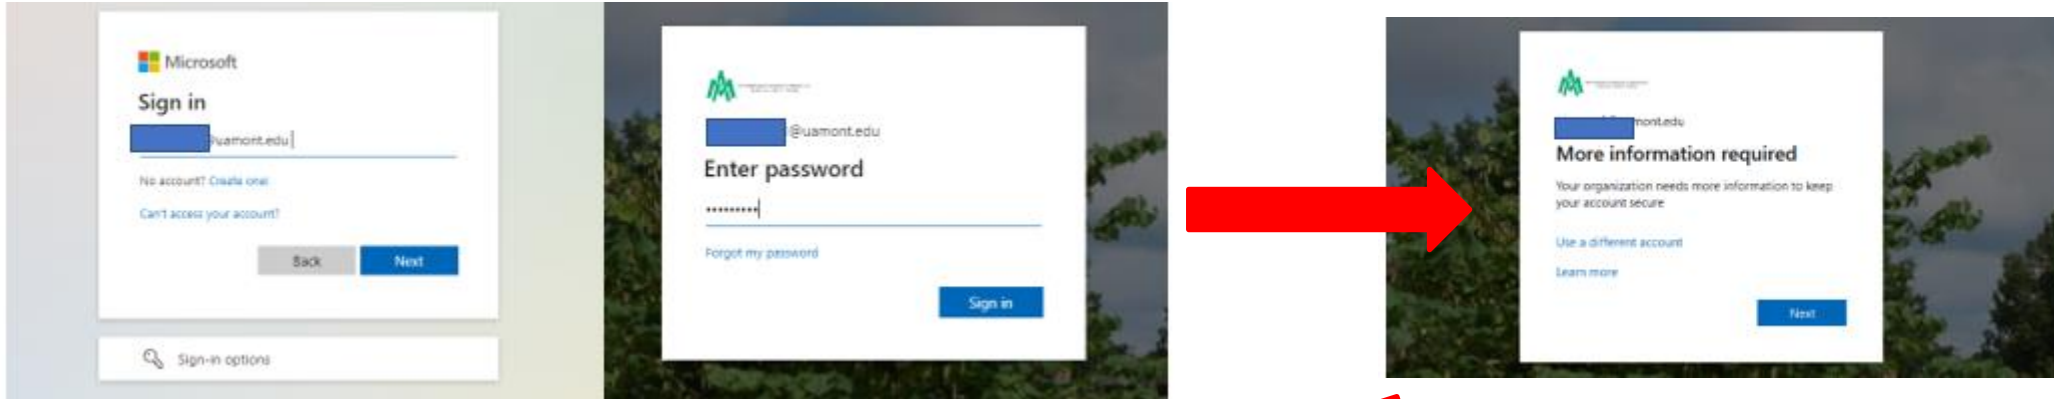 Microsoft
Sign in
@uamont.edu
No account? Create one!
Can't access your account?
Back
Next
Sign-in options
@uamont.edu
Enter password
•••••••••
Forgot my password
Sign in
mont.edu
More information required
Your organization needs more information to keep
your account secure
Use a different account
Learn more
Next